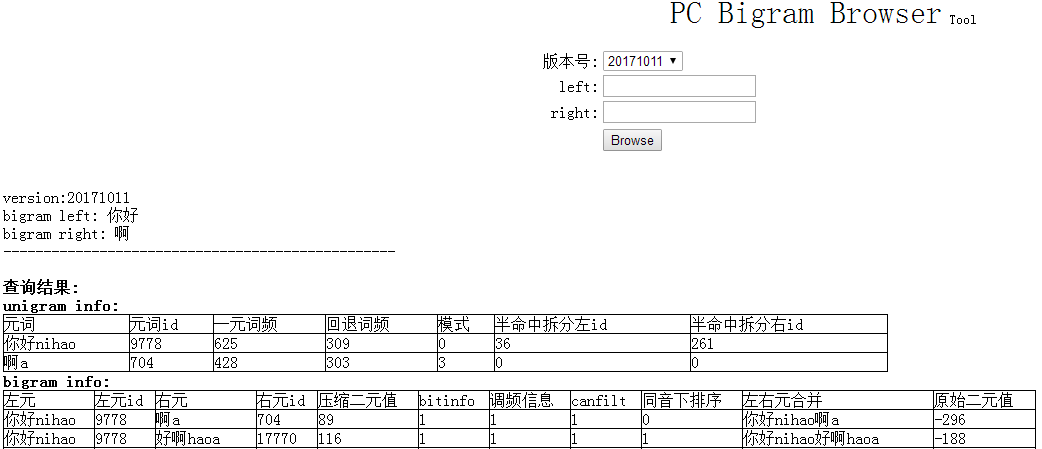 PC Bigram Browser Tool
版本号: 20171011
left:
right:
Browse
version:20171011
bigram left: 你好
bigram right: 啊
-------------------------------------------------
查询结果:
unigram info:
元词 元词id 一元词频 回退词频 模式 半命中拆分左id 半命中拆分右id
你好nihao 9778 625 309 0 36 261
啊a 704 428 303 3 0 0
bigram info:
左元 左元id 右元 右元id 压缩二元值 bitinfo 调频信息 canfilt 同音下排序 左右元合并 原始二元值
你好nihao 9778 啊a 704 89 1 1 1 0 你好nihao啊a -296
你好nihao 9778 好啊haoa 17770 116 1 1 1 1 你好nihao好啊haoa -188